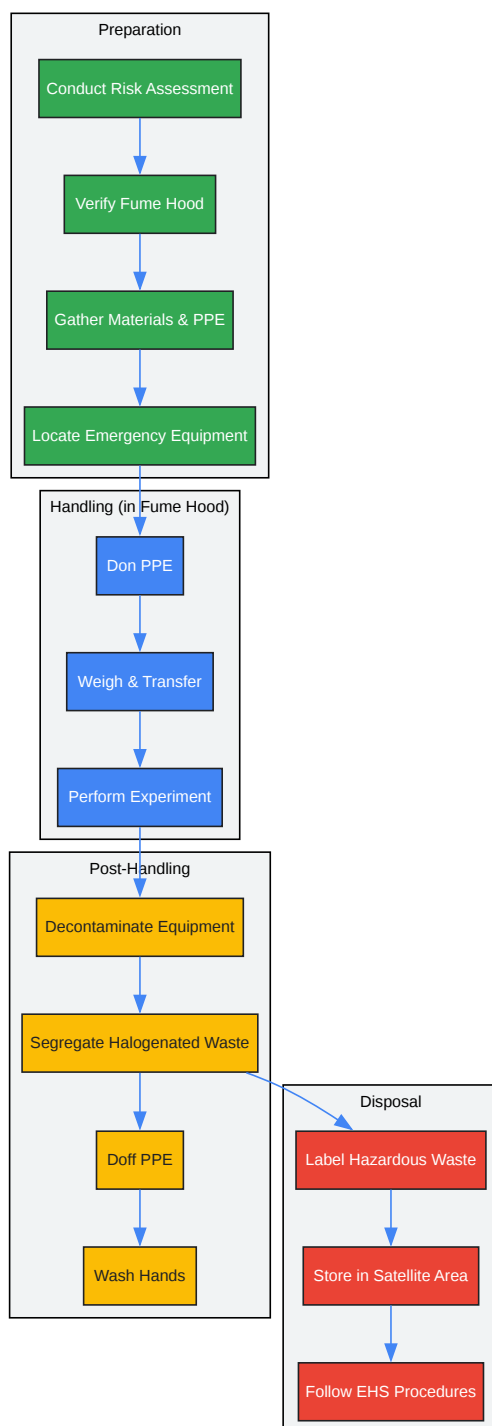 Preparation
Conduct Risk Assessment
Verify Fume Hood
Gather Materials & PPE
Locate Emergency Equipment
Handling (in Fume Hood)
Don PPE
Weigh & Transfer
Perform Experiment
Post-Handling
Decontaminate Equipment
Segregate Halogenated Waste
Doff PPE
Wash Hands
Disposal
Label Hazardous Waste
Store in Satellite Area
Follow EHS Procedures